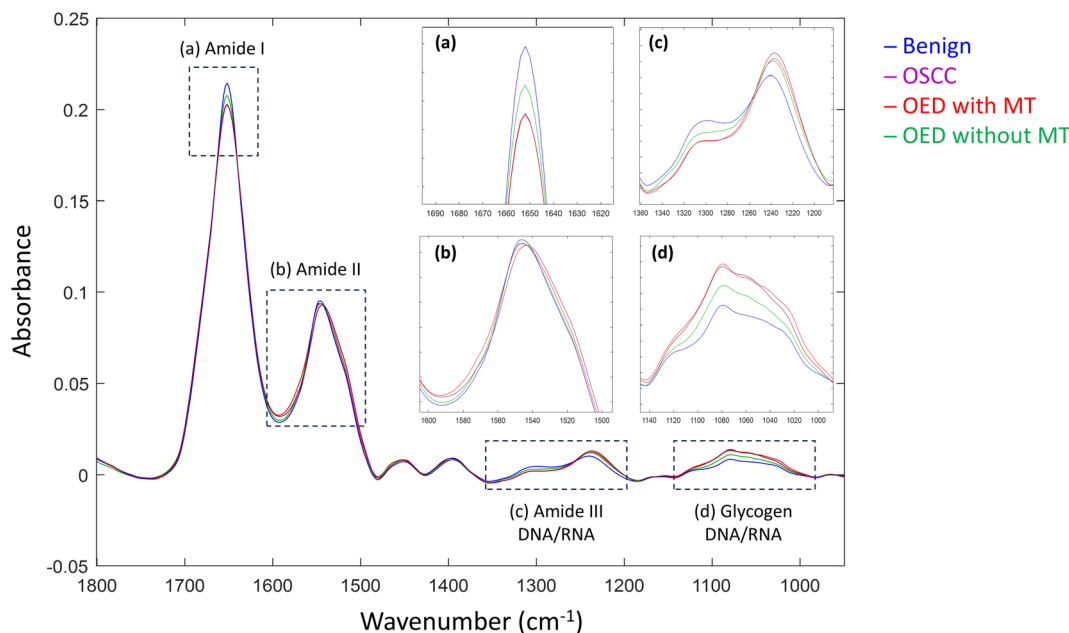 0.25
0.2
0.15
0.1
0.05
0
-0.05
Absorbance
1800
1700
1600
1500
1400
1300
1200
1100
1000
Wavenumber (cm⁻¹)
(a) Amide I
(b) Amide II
(c) Amide III
DNA/RNA
(d) Glycogen
DNA/RNA
(a)
1690 1680 1670 1660 1650 1640 1630 1620
(c)
1360 1340 1320 1300 1280 1260 1240 1220 1200
(b)
1600 1580 1560 1540 1520 1500
(d)
1140 1120 1100 1080 1060 1040 1020 1000
– Benign
– OSCC
– OED with MT
– OED without MT